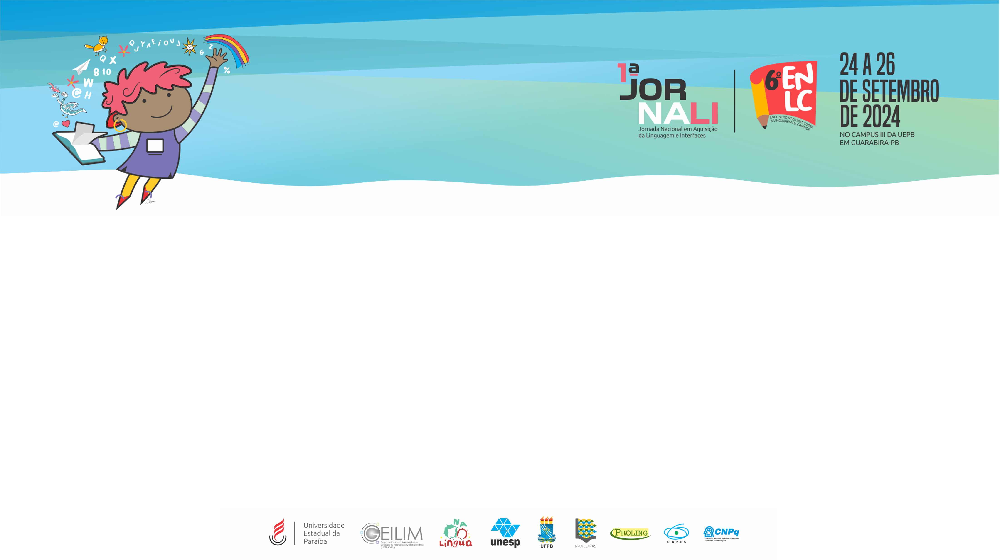 Q J Y A E i O U J
6 Z
Q X
8 10
%
W
@ H
@
1ª
JOR
NALI
Jornada Nacional em Aquisição
da Linguagem e Interfaces
6º EN
LC
ENCONTRO NACIONAL SOBRE
A LINGUAGEM DA CRIANÇA
24 A 26
DE SETEMBRO
DE 2024
NO CAMPUS III DA UEPB
EM GUARABIRA-PB
Universidade
Estadual da
Paraíba
GEILIM
Grupo de Estudos Interdisciplinares
Linguagem, Interação e Multimodalidade
(UEPB/CNPq)
NA
Língua
unesp
UFPB
PROFLETRAS
PROLING
CAPES
CNPq
Conselho Nacional de Desenvolvimento
Científico e Tecnológico